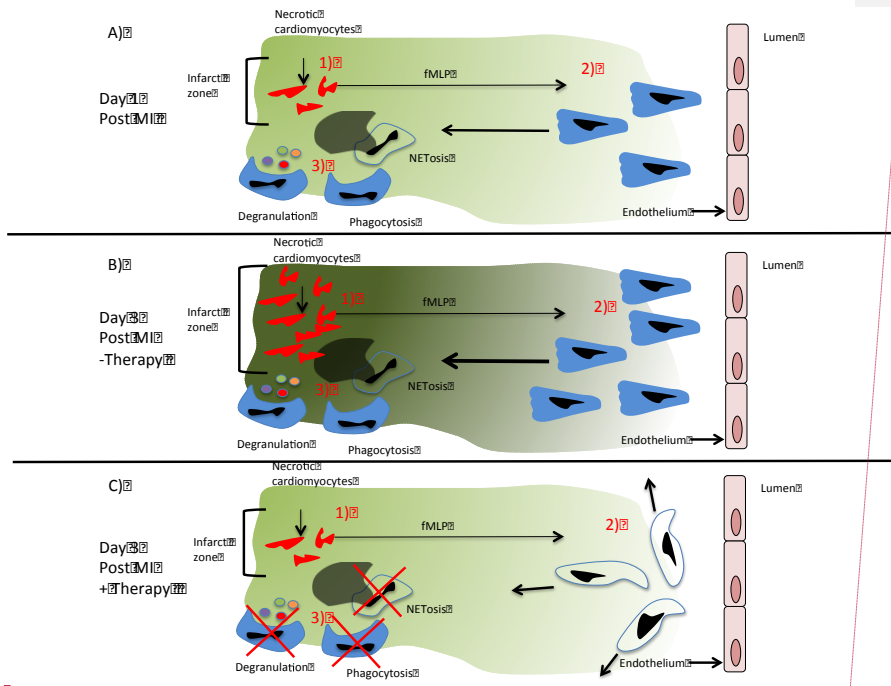 A)
Necrotic
cardiomyocytes
Lumen
1)
fMLP
2)
Infarct
zone
Day 1
Post MI
NETosis
3)
Degranulation
Phagocytosis
Endothelium
B)
Necrotic
cardiomyocytes
Lumen
1)
fMLP
2)
Infarct
zone
Day 3
Post MI
-Therapy
NETosis
3)
Degranulation
Phagocytosis
Endothelium
C)
Necrotic
cardiomyocytes
Lumen
1)
fMLP
2)
Infarct
zone
Day 3
Post MI
+ Therapy
NETosis
3)
Degranulation
Phagocytosis
Endothelium